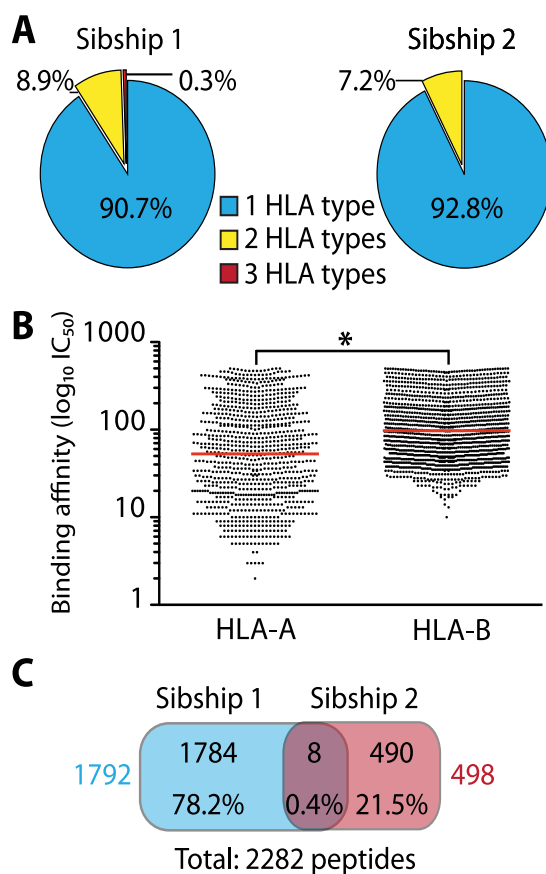 A
Sibship 1
Sibship 2
8.9%
0.3%
7.2%
90.7%
92.8%
1 HLA type
2 HLA types
3 HLA types
B
Binding affinity (log₁₀ IC₅₀)
1000
100
10
1
*
HLA-A
HLA-B
C
Sibship 1
Sibship 2
1792
1784
8
490
498
78.2%
0.4%
21.5%
Total: 2282 peptides